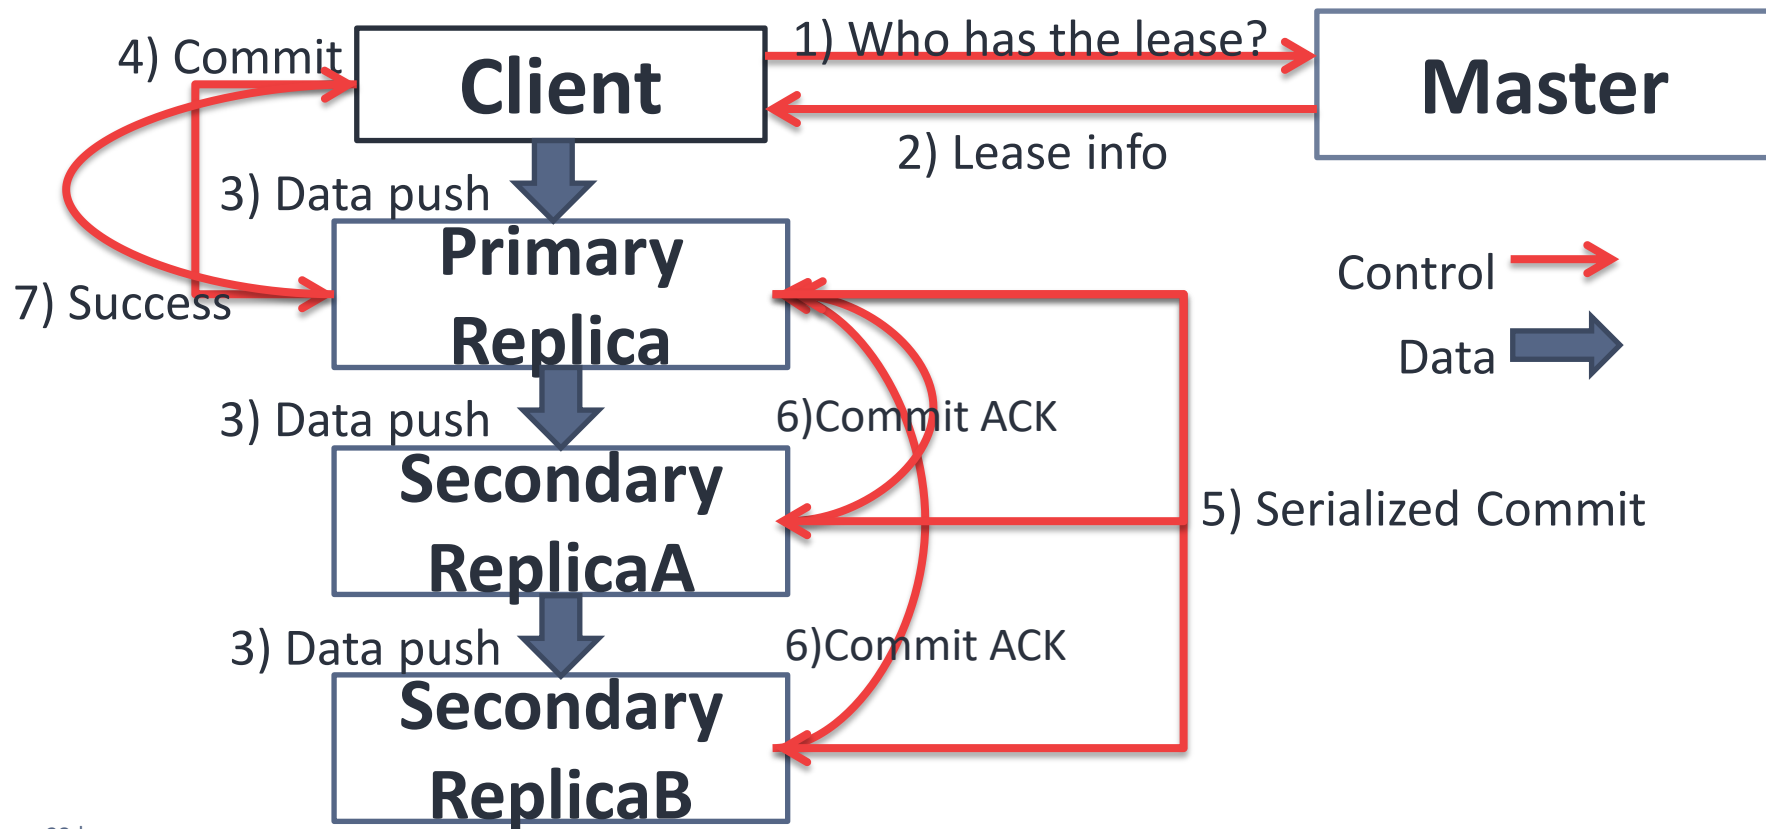 4) Commit
Client
1) Who has the lease?
Master
2) Lease info
3) Data push
Primary
Replica
7) Success
Control
Data
3) Data push
6)Commit ACK
Secondary
ReplicaA
5) Serialized Commit
3) Data push
6)Commit ACK
Secondary
ReplicaB